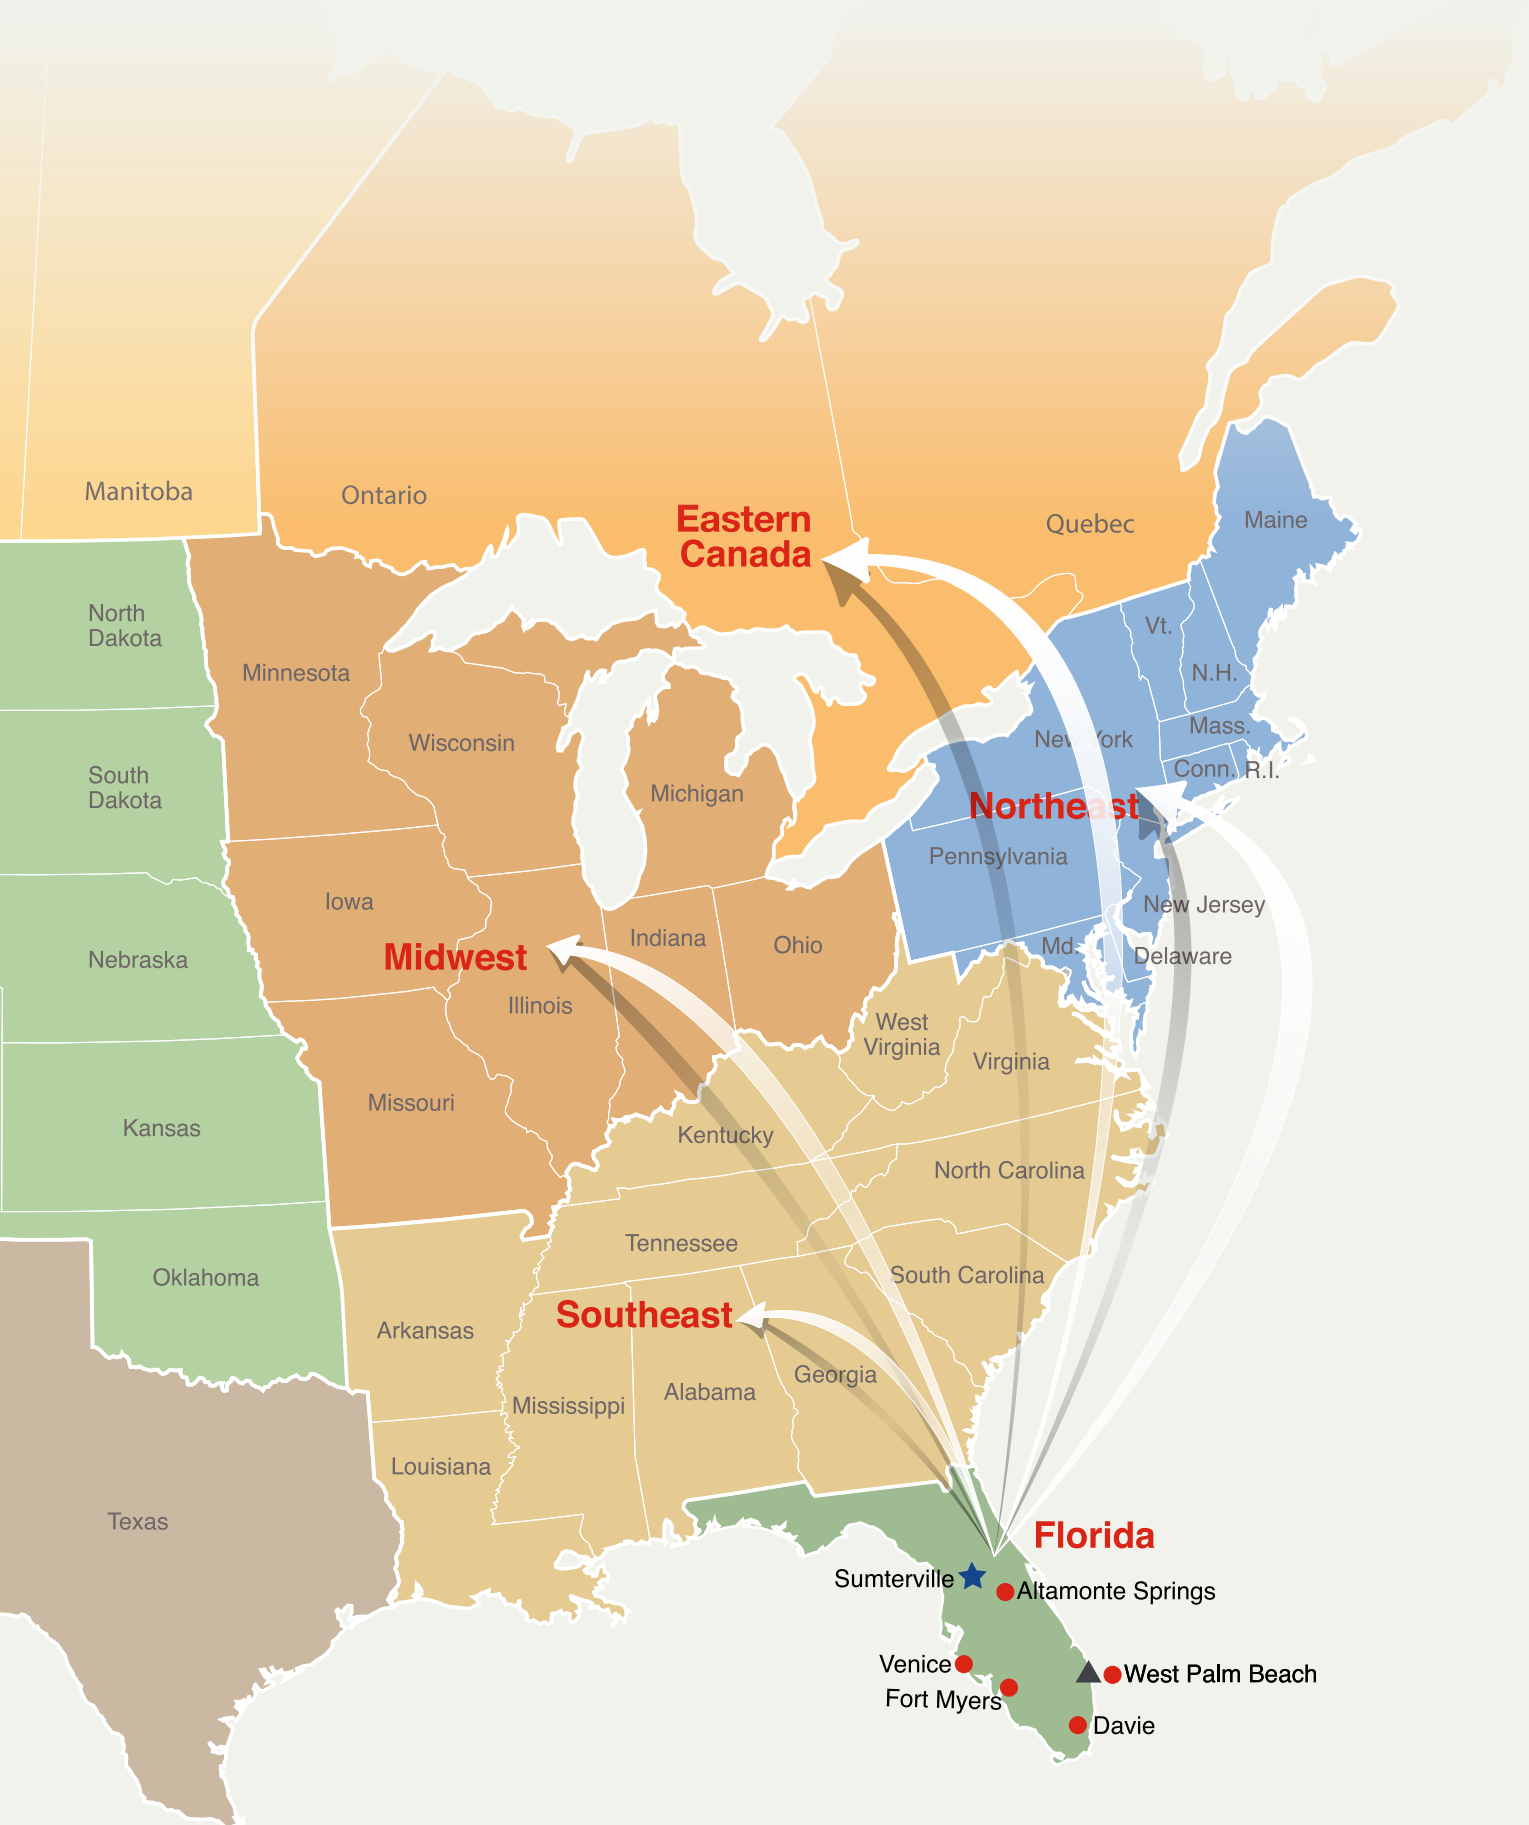 Manitoba
Ontario
Eastern
Canada
Quebec
Maine
North
Dakota
Minnesota
Vt.
N.H.
South
Dakota
Wisconsin
Michigan
New York
Mass.
Conn.
R.I.
Northeast
Pennsylvania
Iowa
Nebraska
Midwest
Indiana
Ohio
New Jersey
Md.
Delaware
Illinois
West
Virginia
Virginia
Kansas
Missouri
Kentucky
North Carolina
Oklahoma
Tennessee
South Carolina
Arkansas
Southeast
Mississippi
Alabama
Georgia
Louisiana
Texas
Florida
Sumterville
Altamonte Springs
Venice
Fort Myers
West Palm Beach
Davie